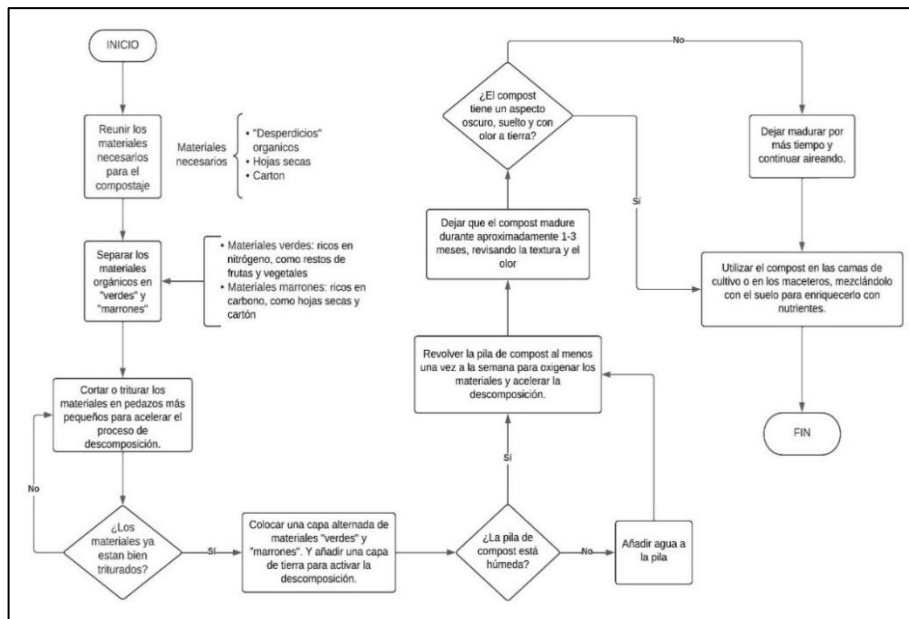 INICIO
Reunir los
materiales
necesarios
para el
compostaje
Materiales
necesarios
• "Desperdicios"
organicos
• Hojas secas
• Carton
Separar los
materiales
orgánicos en
"verdes" y
"marrones"
• Materiales verdes: ricos en
nitrógeno, como restos de
frutas y vegetales
• Materiales marrones: ricos en
carbono, como hojas secas y
cartón
Cortar o triturar los
materiales en pedazos más
pequeños para acelerar el
proceso de
descomposición.
No
¿Los
materiales ya
estan bien
triturados?
Sí
Colocar una capa alternada de
materiales "verdes" y
"marrones". Y añadir una capa
de tierra para activar la
descomposición.
¿La pila de
compost está
húmeda?
No
Añadir agua a
la pila
Sí
Revolver la pila de compost al menos
una vez a la semana para oxigenar los
materiales y acelerar la
descomposición.
Dejar que el compost madure
durante aproximadamente 1-3
meses, revisando la textura y el
olor
¿El compost
tiene un aspecto
oscuro, suelto y con
olor a tierra?
No
Sí
Dejar madurar por
más tiempo y
continuar aireando.
Utilizar el compost en las camas de
cultivo o en los maceteros, mezclándolo
con el suelo para enriquecerlo con
nutrientes.
FIN